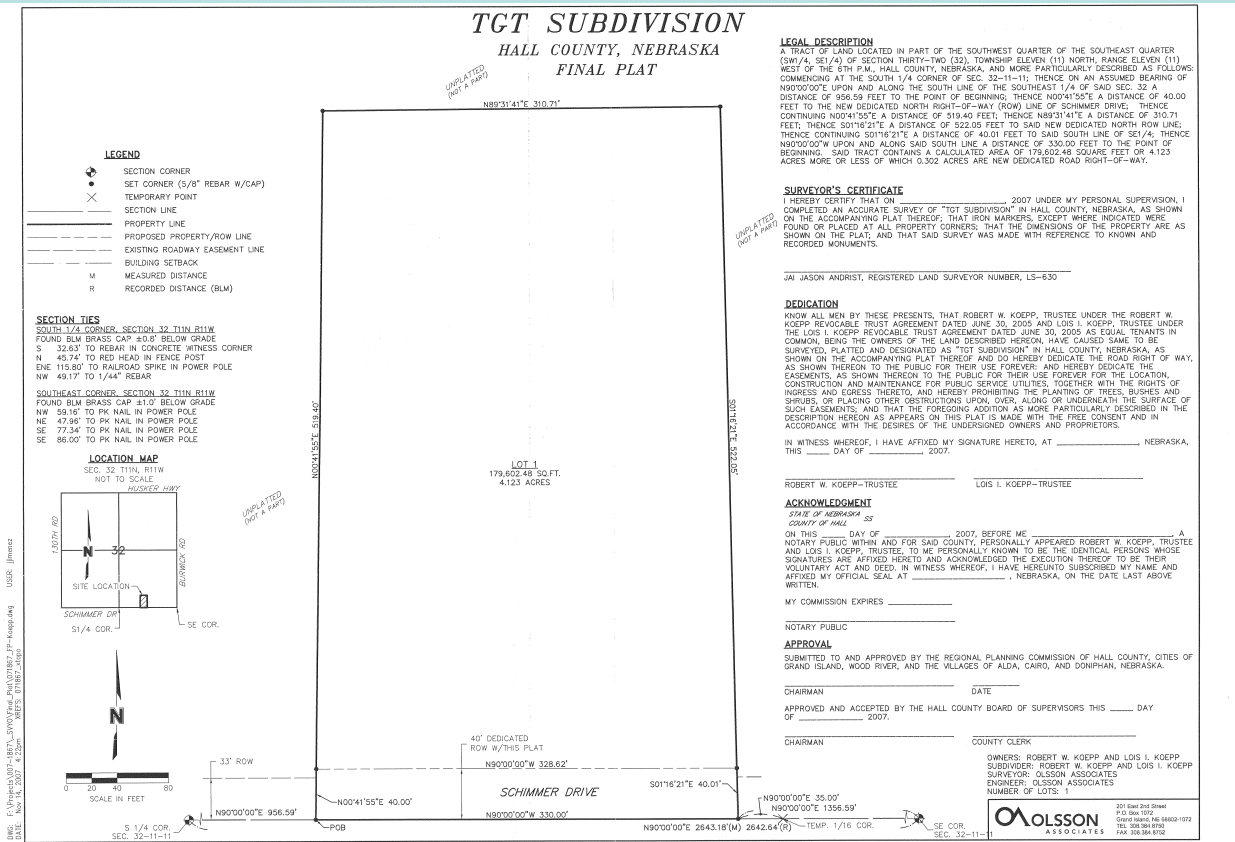 TGT SUBDIVISION
HALL COUNTY, NEBRASKA
FINAL PLAT
UNPLATTED
(NOT A PART)
N89°31'41"E 310.71'
LEGEND
SECTION CORNER
SET CORNER (5/8" REBAR W/CAP)
TEMPORARY POINT
SECTION LINE
PROPERTY LINE
PROPOSED PROPERTY/ROW LINE
EXISTING ROADWAY EASEMENT LINE
BUILDING SETBACK
M MEASURED DISTANCE
R RECORDED DISTANCE (BLM)
SECTION TIES
SOUTH 1/4 CORNER, SECTION 32 T11N R11W
FOUND BLM BRASS CAP ±0.8' BELOW GRADE
S 32.63' TO REBAR IN CONCRETE WITNESS CORNER
N 45.74' TO RED HEAD IN FENCE POST
ENE 115.80' TO RAILROAD SPIKE IN POWER POLE
NW 49.17' TO 1/44" REBAR
SOUTHEAST CORNER, SECTION 32 T11N R11W
FOUND BLM BRASS CAP ±1.0' BELOW GRADE
NW 59.16' TO PK NAIL IN POWER POLE
NE 47.96' TO PK NAIL IN POWER POLE
SE 77.34' TO PK NAIL IN POWER POLE
SE 86.00' TO PK NAIL IN POWER POLE
LOCATION MAP
SEC. 32 T11N, R11W
NOT TO SCALE
HUSKER HWY
130TH RD
N
32
BURWICK RD
SITE LOCATION
SCHIMMER DR
S1/4 COR.
SE COR.
N
0 20 40 80
SCALE IN FEET
UNPLATTED
(NOT A PART)
N00°41'55"E 519.40'
LOT 1
179,602.48 SQ.FT.
4.123 ACRES
S01°16'21"E 522.05'
UNPLATTED
(NOT A PART)
33' ROW
40' DEDICATED
ROW W/THIS PLAT
N90°00'00"W 328.62'
S01°16'21"E 40.01'
SCHIMMER DRIVE
N00°41'55"E 40.00'
N90°00'00"E 956.59'
N90°00'00"W 330.00'
N90°00'00"E 35.00'
N90°00'00"E 1356.59'
S 1/4 COR.
SEC. 32-11-11
POB
TEMP. 1/16 COR.
N90°00'00"E 2643.18'(M) 2642.64'(R)
SE COR.
SEC. 32-11-11
LEGAL DESCRIPTION
A TRACT OF LAND LOCATED IN PART OF THE SOUTHWEST QUARTER OF THE SOUTHEAST QUARTER
(SW1/4, SE1/4) OF SECTION THIRTY-TWO (32), TOWNSHIP ELEVEN (11) NORTH, RANGE ELEVEN (11)
WEST OF THE 6TH P.M., HALL COUNTY, NEBRASKA, AND MORE PARTICULARLY DESCRIBED AS FOLLOWS:
COMMENCING AT THE SOUTH 1/4 CORNER OF SEC. 32-11-11; THENCE ON AN ASSUMED BEARING OF
N90°00'00"E UPON AND ALONG THE SOUTH LINE OF THE SOUTHEAST 1/4 OF SAID SEC. 32 A
DISTANCE OF 956.59 FEET TO THE POINT OF BEGINNING; THENCE N00°41'55"E A DISTANCE OF 40.00
FEET TO THE NEW DEDICATED NORTH RIGHT-OF-WAY (ROW) LINE OF SCHIMMER DRIVE; THENCE
CONTINUING N00°41'55"E A DISTANCE OF 519.40 FEET; THENCE N89°31'41"E A DISTANCE OF 310.71
FEET; THENCE S01°16'21"E A DISTANCE OF 522.05 FEET TO SAID NEW DEDICATED NORTH ROW LINE;
THENCE CONTINUING S01°16'21"E A DISTANCE OF 40.01 FEET TO SAID SOUTH LINE OF SE1/4; THENCE
N90°00'00"W UPON AND ALONG SAID SOUTH LINE A DISTANCE OF 330.00 FEET TO THE POINT OF
BEGINNING. SAID TRACT CONTAINS A CALCULATED AREA OF 179,602.48 SQUARE FEET OR 4.123
ACRES MORE OR LESS OF WHICH 0.302 ACRES ARE NEW DEDICATED ROAD RIGHT-OF-WAY.
SURVEYOR'S CERTIFICATE
I HEREBY CERTIFY THAT ON ____________________, 2007 UNDER MY PERSONAL SUPERVISION, I
COMPLETED AN ACCURATE SURVEY OF "TGT SUBDIVISION" IN HALL COUNTY, NEBRASKA, AS SHOWN
ON THE ACCOMPANYING PLAT THEREOF; THAT IRON MARKERS, EXCEPT WHERE INDICATED WERE
FOUND OR PLACED AT ALL PROPERTY CORNERS; THAT THE DIMENSIONS OF THE PROPERTY ARE AS
SHOWN ON THE PLAT; AND THAT SAID SURVEY WAS MADE WITH REFERENCE TO KNOWN AND
RECORDED MONUMENTS.
JAI JASON ANDRIST, REGISTERED LAND SURVEYOR NUMBER, LS-630
DEDICATION
KNOW ALL MEN BY THESE PRESENTS, THAT ROBERT W. KOEPP, TRUSTEE UNDER THE ROBERT W.
KOEPP REVOCABLE TRUST AGREEMENT DATED JUNE 30, 2005 AND LOIS I. KOEPP, TRUSTEE UNDER
THE LOIS I. KOEPP REVOCABLE TRUST AGREEMENT DATED JUNE 30, 2005 AS EQUAL TENANTS IN
COMMON, BEING THE OWNERS OF THE LAND DESCRIBED HEREON, HAVE CAUSED SAME TO BE
SURVEYED, PLATTED AND DESIGNATED AS "TGT SUBDIVISION" IN HALL COUNTY, NEBRASKA, AS
SHOWN ON THE ACCOMPANYING PLAT THEREOF AND DO HEREBY DEDICATE THE ROAD RIGHT OF WAY,
AS SHOWN THEREON TO THE PUBLIC FOR THEIR USE FOREVER: AND HEREBY DEDICATE THE
EASEMENTS, AS SHOWN THEREON TO THE PUBLIC FOR THEIR USE FOREVER FOR THE LOCATION,
CONSTRUCTION AND MAINTENANCE FOR PUBLIC SERVICE UTILITIES, TOGETHER WITH THE RIGHTS OF
INGRESS AND EGRESS THERETO, AND HEREBY PROHIBITING THE PLANTING OF TREES, BUSHES AND
SHRUBS, OR PLACING OTHER OBSTRUCTIONS UPON, OVER, ALONG OR UNDERNEATH THE SURFACE OF
SUCH EASEMENTS; AND THAT THE FOREGOING ADDITION AS MORE PARTICULARLY DESCRIBED IN THE
DESCRIPTION HEREON AS APPEARS ON THIS PLAT IS MADE WITH THE FREE CONSENT AND IN
ACCORDANCE WITH THE DESIRES OF THE UNDERSIGNED OWNERS AND PROPRIETORS.
IN WITNESS WHEREOF, I HAVE AFFIXED MY SIGNATURE HERETO, AT ________________, NEBRASKA,
THIS _____ DAY OF __________, 2007.
ROBERT W. KOEPP-TRUSTEE LOIS I. KOEPP-TRUSTEE
ACKNOWLEDGMENT
STATE OF NEBRASKA SS
COUNTY OF HALL
ON THIS _____ DAY OF _____________, 2007, BEFORE ME ____________________________, A
NOTARY PUBLIC WITHIN AND FOR SAID COUNTY, PERSONALLY APPEARED ROBERT W. KOEPP, TRUSTEE
AND LOIS I. KOEPP, TRUSTEE, TO ME PERSONALLY KNOWN TO BE THE IDENTICAL PERSONS WHOSE
SIGNATURES ARE AFFIXED HERETO AND ACKNOWLEDGED THE EXECUTION THEREOF TO BE THEIR
VOLUNTARY ACT AND DEED. IN WITNESS WHEREOF, I HAVE HEREUNTO SUBSCRIBED MY NAME AND
AFFIXED MY OFFICIAL SEAL AT __________________ , NEBRASKA, ON THE DATE LAST ABOVE
WRITTEN.
MY COMMISSION EXPIRES ____________
NOTARY PUBLIC
APPROVAL
SUBMITTED TO AND APPROVED BY THE REGIONAL PLANNING COMMISSION OF HALL COUNTY, CITIES OF
GRAND ISLAND, WOOD RIVER, AND THE VILLAGES OF ALDA, CAIRO, AND DONIPHAN, NEBRASKA.
CHAIRMAN DATE
APPROVED AND ACCEPTED BY THE HALL COUNTY BOARD OF SUPERVISORS THIS _____ DAY
OF ____________ 2007.
CHAIRMAN COUNTY CLERK
OWNERS: ROBERT W. KOEPP AND LOIS I. KOEPP
SUBDIVIDER: ROBERT W. KOEPP AND LOIS I. KOEPP
SURVEYOR: OLSSON ASSOCIATES
ENGINEER: OLSSON ASSOCIATES
NUMBER OF LOTS: 1
OLSSON
ASSOCIATES
201 East 2nd Street
P.O. Box 1072
Grand Island, NE 68802-1072
TEL 308.384.8750
FAX 308.384.8752
DWG: F:\Projects\007-1867\_SVYO\Final_Plat\071867_FP-Koepp.dwg USER: jjimenez
DATE: Nov 14, 2007 4:22pm XREFS: 071867_xtopo